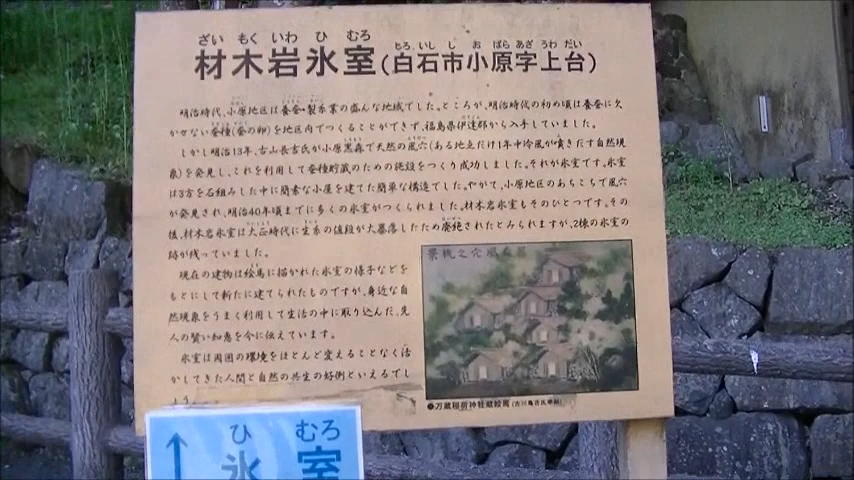 ざい もく いわ ひ むろ
しろ いし し お ばら あざ うわ だい
材木岩氷室(白石市小原字上台)
明治時代、小原地区は養蚕・製糸業の盛んな地域でした。ところが、明治時代の初め頃は養蚕に欠
かせない蚕種(蚕の卵)を地区内でつくることができず、福島県伊達郡から入手していました。
しかし明治13年、古山長吉氏が小原黒森で天然の風穴(ある地点だけ1年中冷風が噴きだす自然現
象)を発見し、これを利用して蚕種貯蔵のための施設をつくり成功しました。それが氷室です。氷室
は3方を石組みした中に簡素な小屋を建てた簡単な構造でした。やがて、小原地区のあちこちで風穴
が発見され、明治40年頃までに多くの氷室がつくられました。材木岩氷室もそのひとつです。その
後、材木岩氷室は大正時代に生糸の値段が大暴落したため廃絶されたとみられますが、2棟の氷室の
跡が残っていました。
現在の建物は絵馬に描かれた氷室の様子などを
もとにして新たに建てられたものですが、身近な自
然現象をうまく利用して生活の中に取り込んだ、先
人の賢い知恵を今に伝えています。
氷室は周囲の環境をほとんど変えることなく活
かしてきた人間と自然の共生の好例といえるでし
ょう。
●万蔵稲荷神社蔵絵馬
ひ むろ
↑ 氷室